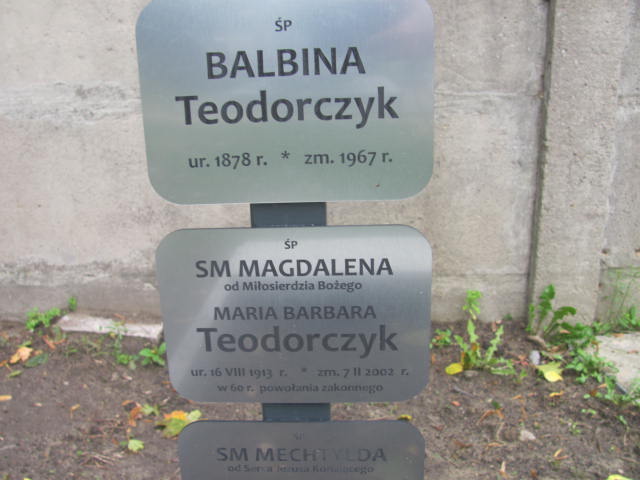 ŚP
BALBINA
Teodorczyk
ur. 1878 r. * zm. 1967 r.
ŚP
SM MAGDALENA
od Miłosierdzia Bożego
MARIA BARBARA
Teodorczyk
ur. 16 VIII 1913 r. * zm. 7 II 2002 r.
w 60 r. powołania zakonnego
ŚP
SM MECHTYLDA
od Serca Jezusa Konającego